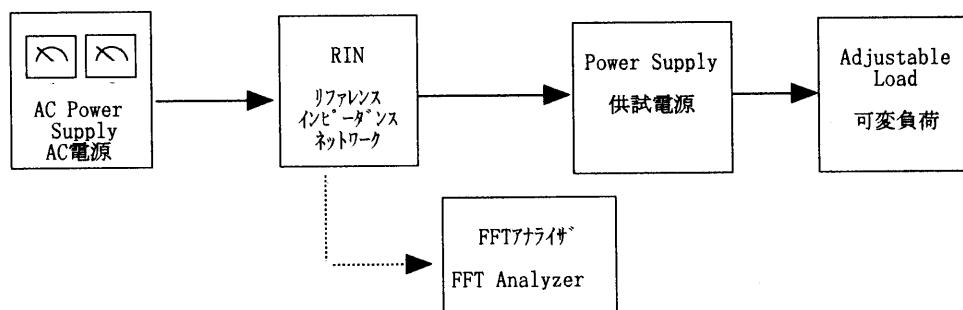 AC Power
Supply
AC電源
RIN
リファレンス
インピーダンス
ネットワーク
Power Supply
供試電源
Adjustable
Load
可変負荷
FFTアナライザ
FFT Analyzer